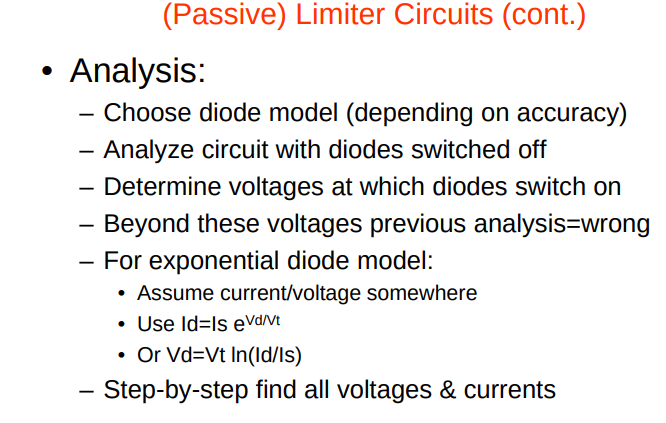 (Passive) Limiter Circuits (cont.)
• Analysis:
– Choose diode model (depending on accuracy)
– Analyze circuit with diodes switched off
– Determine voltages at which diodes switch on
– Beyond these voltages previous analysis=wrong
– For exponential diode model:
• Assume current/voltage somewhere
• Use Id=Is eVd/Vt
• Or Vd=Vt ln(Id/Is)
– Step-by-step find all voltages & currents